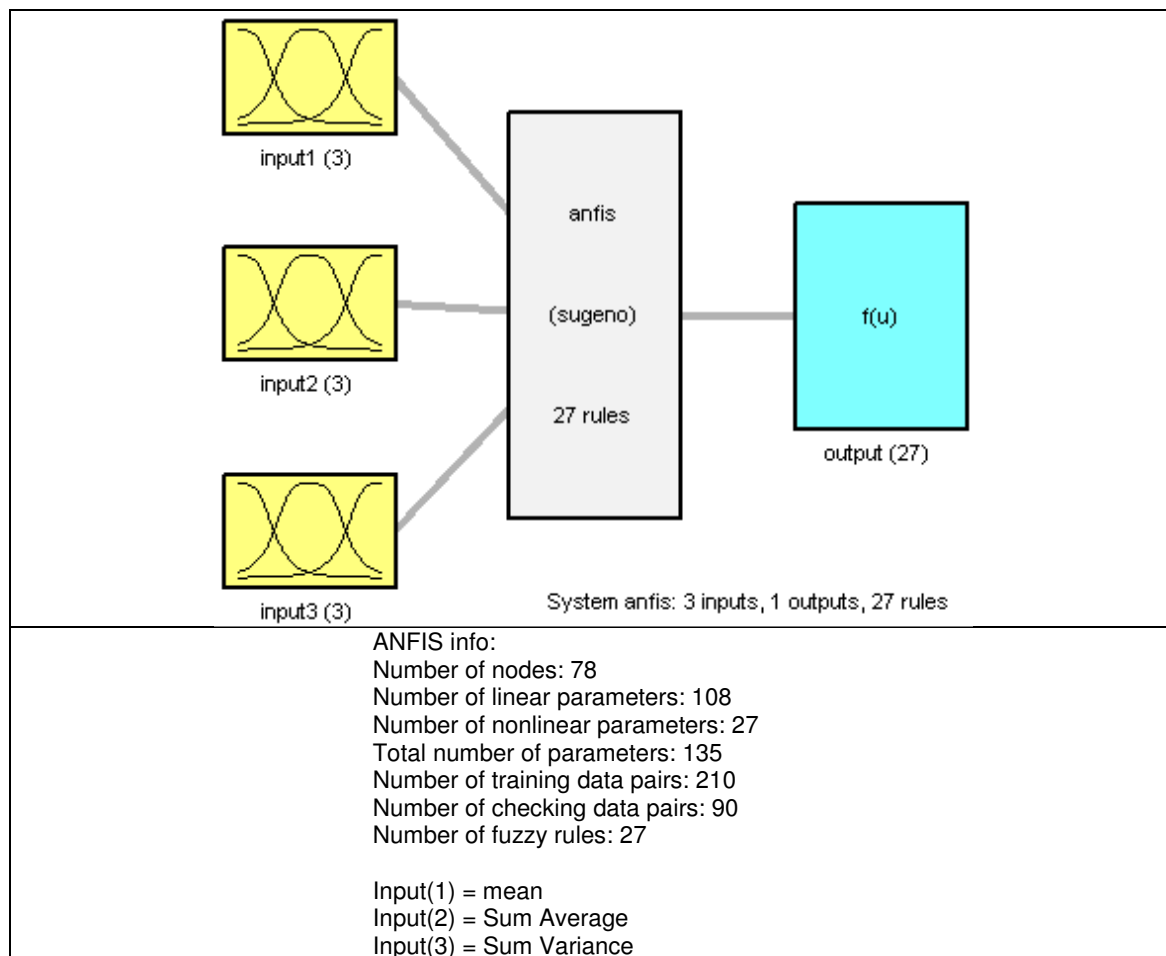 input1 (3)
anfis
input2 (3)
(sugeno)
f(u)
27 rules
output (27)
input3 (3)
System anfis: 3 inputs, 1 outputs, 27 rules
ANFIS info:
Number of nodes: 78
Number of linear parameters: 108
Number of nonlinear parameters: 27
Total number of parameters: 135
Number of training data pairs: 210
Number of checking data pairs: 90
Number of fuzzy rules: 27
Input(1) = mean
Input(2) = Sum Average
Input(3) = Sum Variance